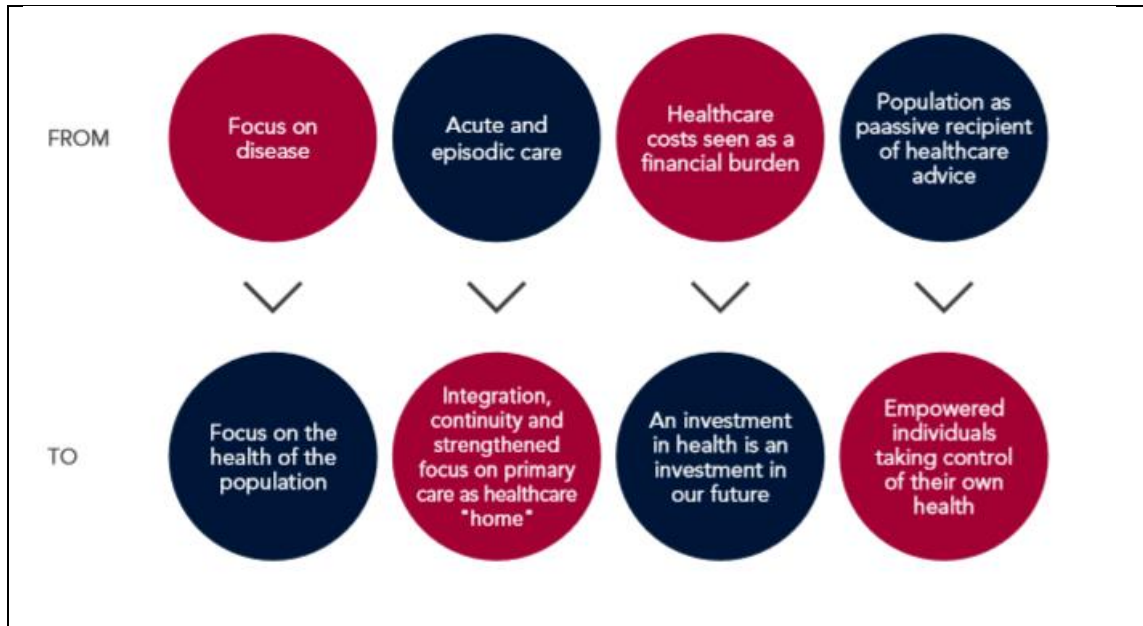 FROM
Focus on
disease
Acute and
episodic care
Healthcare
costs seen as a
financial burden
Population as
paassive recipient
of healthcare
advice
TO
Focus on the
health of the
population
Integration,
continuity and
strengthened
focus on primary
care as healthcare
"home"
An investment
in health is an
investment in
our future
Empowered
individuals
taking control
of their own
health